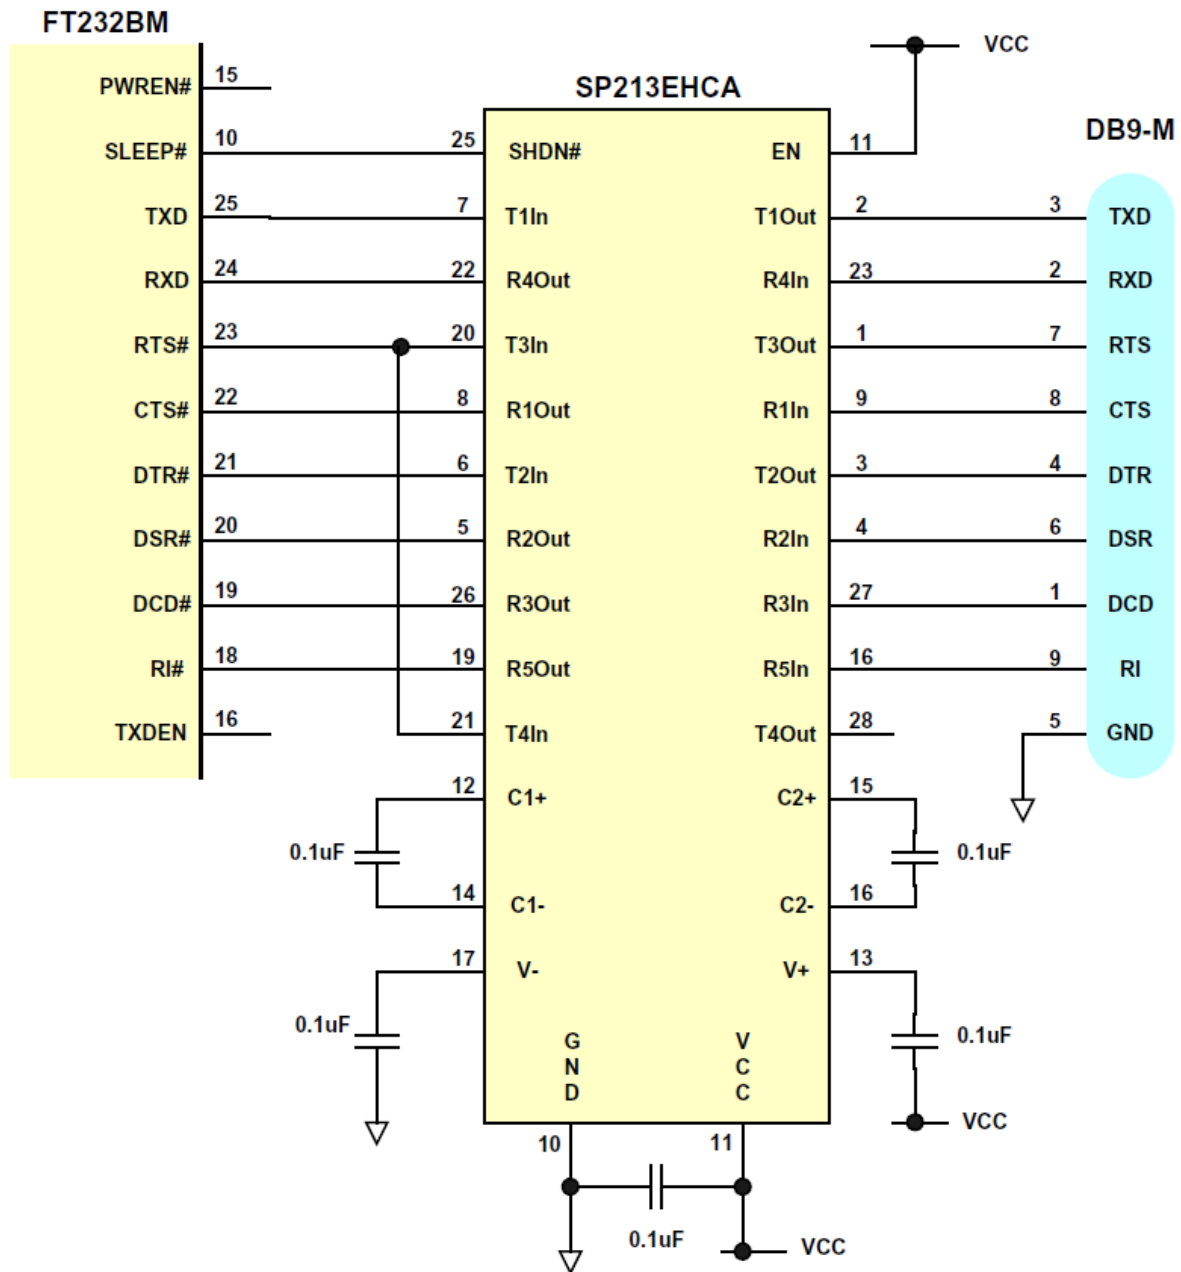 FT232BM
VCC
PWREN# 15
SP213EHCA
DB9-M
SLEEP# 10 25 SHDN# EN 11
TXD 25 7 T1In T1Out 2 3 TXD
RXD 24 22 R4Out R4In 23 2 RXD
RTS# 23 20 T3In T3Out 1 7 RTS
CTS# 22 8 R1Out R1In 9 8 CTS
DTR# 21 6 T2In T2Out 3 4 DTR
DSR# 20 5 R2Out R2In 4 6 DSR
DCD# 19 26 R3Out R3In 27 1 DCD
RI# 18 19 R5Out R5In 16 9 RI
TXDEN 16 21 T4In T4Out 28 5 GND
12 C1+ C2+ 15
0.1uF 0.1uF
14 C1- C2- 16
17 V- V+ 13
0.1uF 0.1uF
GND VCC
VCC
10 11
0.1uF
VCC